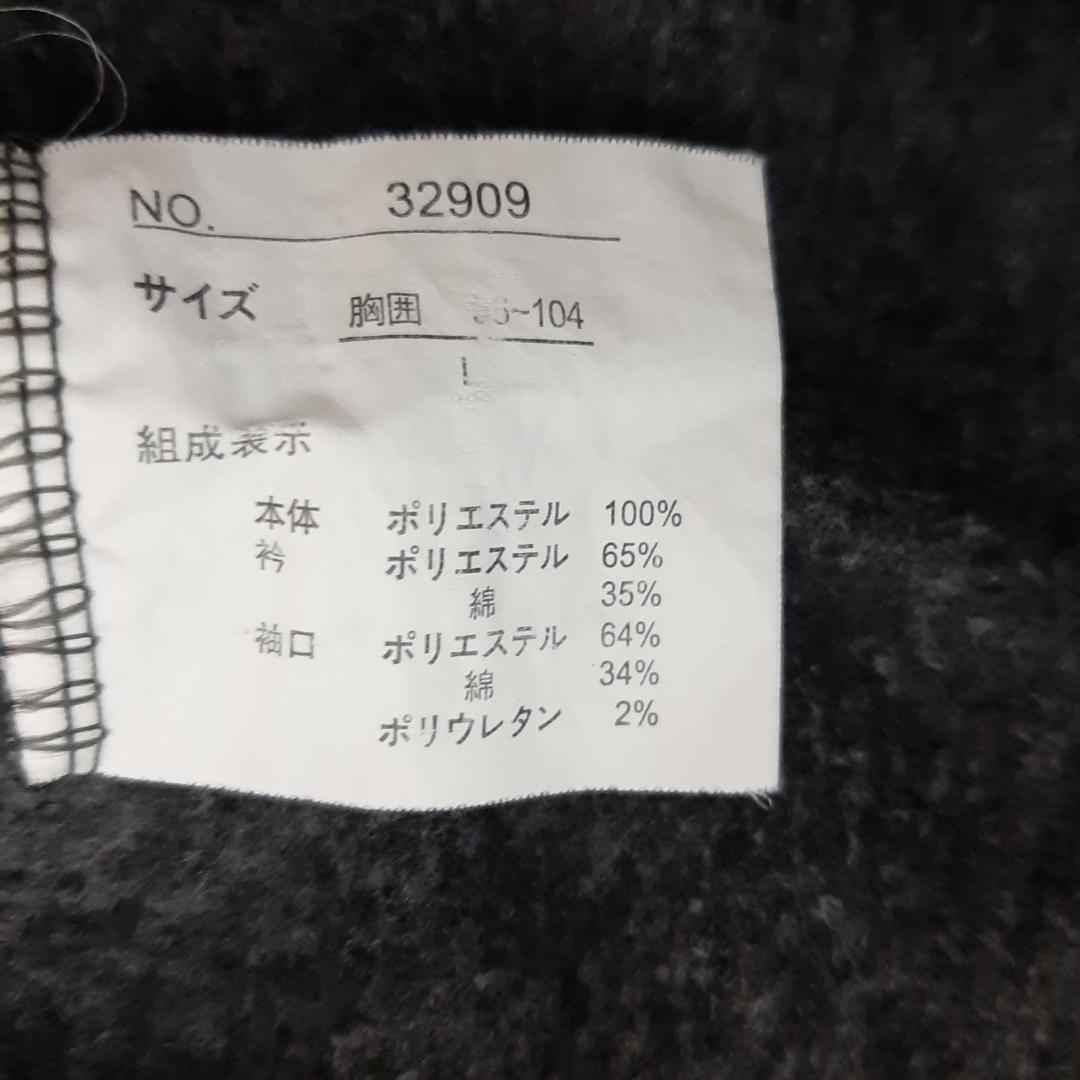 NO. 32909
サイズ 胸囲 ~104
L
組成表示
本体 ポリエステル 100%
衿 ポリエステル 65%
綿 35%
袖口 ポリエステル 64%
綿 34%
ポリウレタン 2%